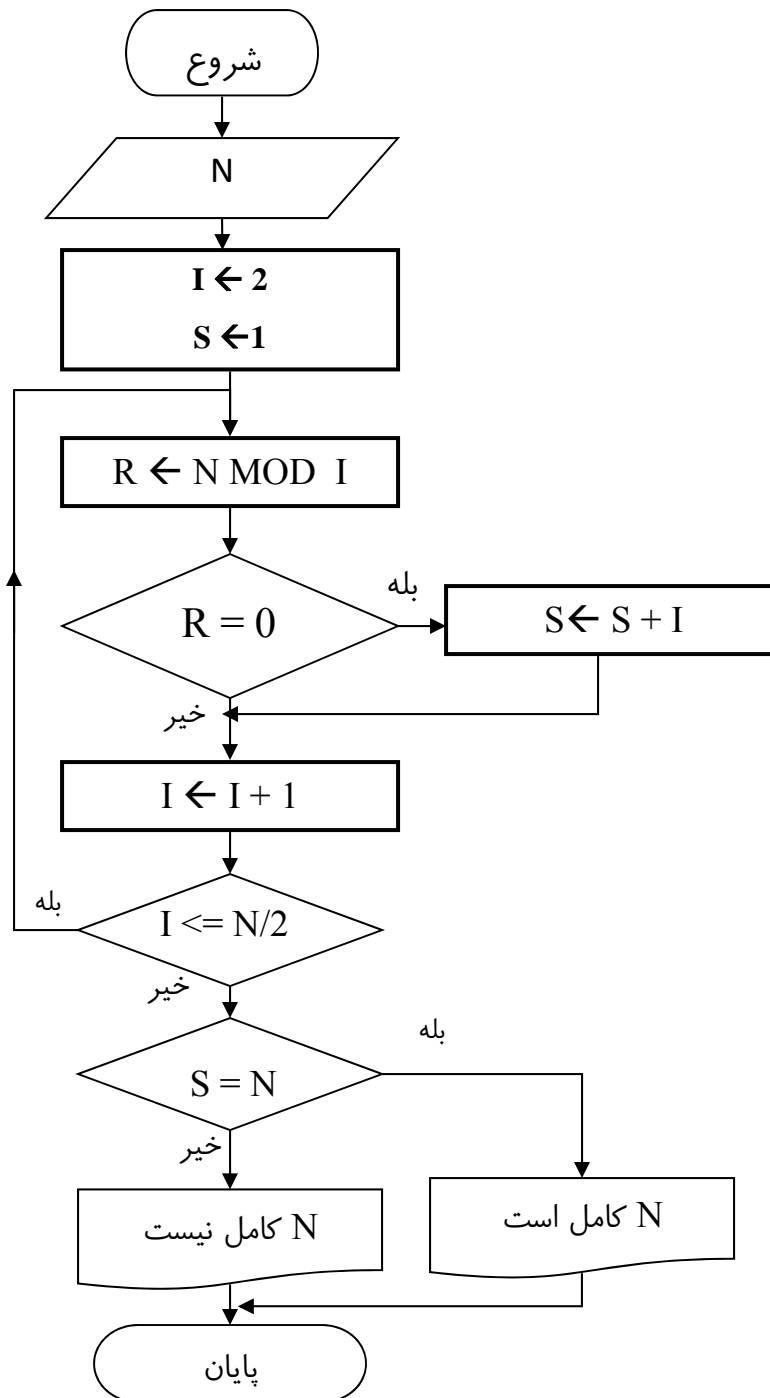 شروع
N
I ← 2
S ←1
R ← N MOD I
R = 0
بله
S← S + I
خیر
I ← I + 1
بله
I <= N/2
خیر
بله
S = N
خیر
N کامل نیست
N کامل است
پایان